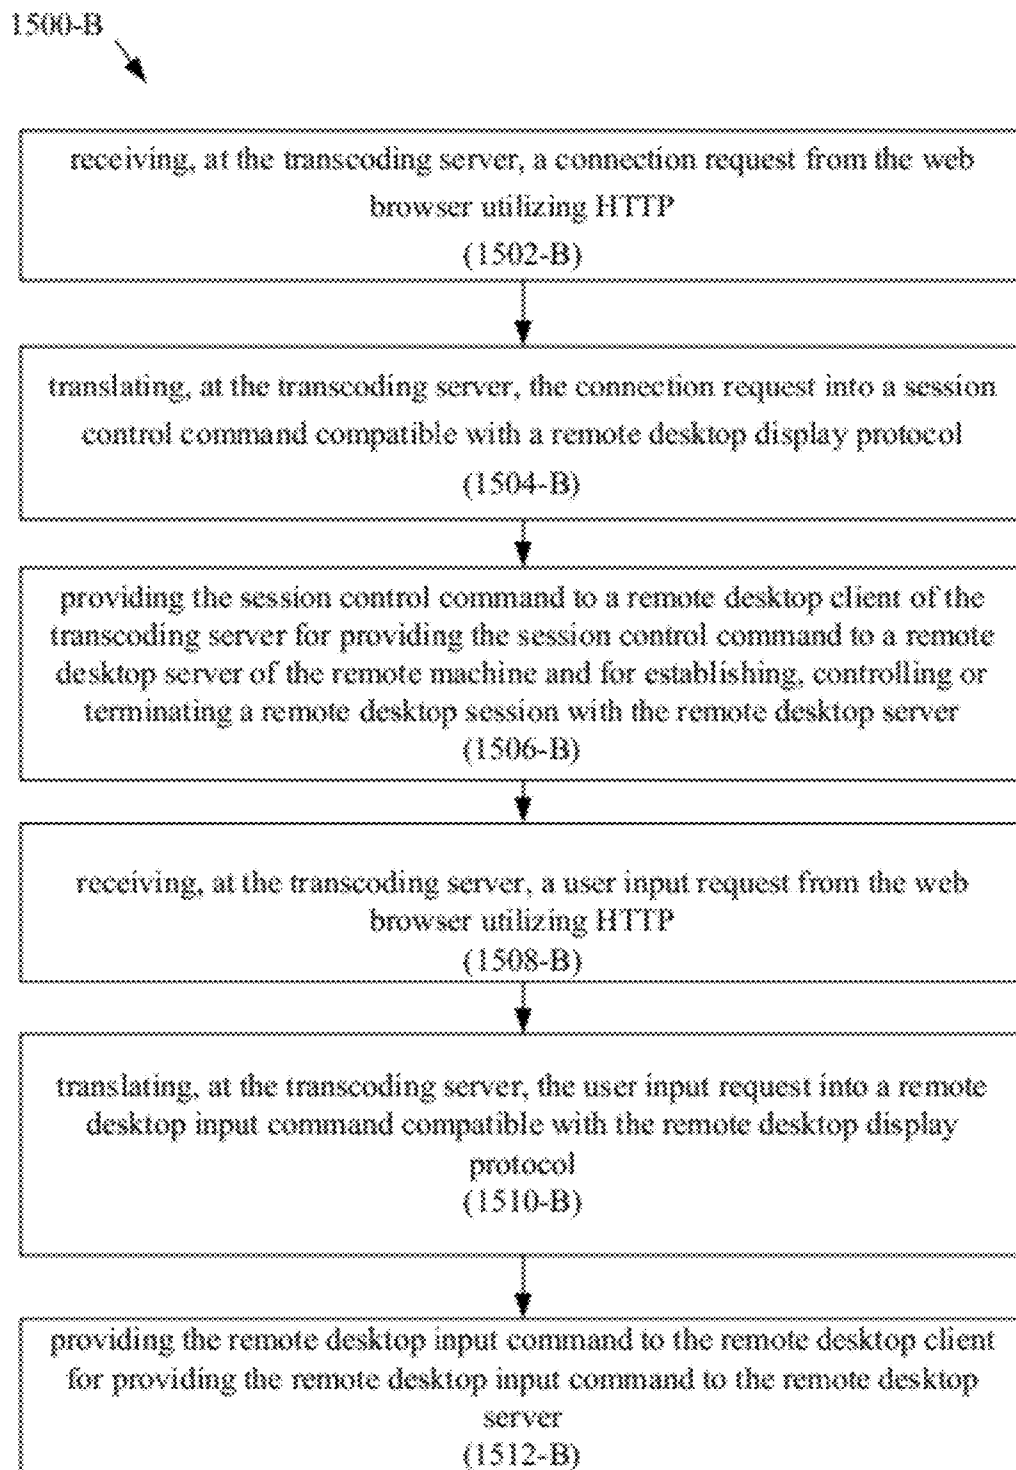 1500-B
receiving, at the transcoding server, a connection request from the web
browser utilizing HTTP
(1502-B)
translating, at the transcoding server, the connection request into a session
control command compatible with a remote desktop display protocol
(1504-B)
providing the session control command to a remote desktop client of the
transcoding server for providing the session control command to a remote
desktop server of the remote machine and for establishing, controlling or
terminating a remote desktop session with the remote desktop server
(1506-B)
receiving, at the transcoding server, a user input request from the web
browser utilizing HTTP
(1508-B)
translating, at the transcoding server, the user input request into a remote
desktop input command compatible with the remote desktop display
protocol
(1510-B)
providing the remote desktop input command to the remote desktop client
for providing the remote desktop input command to the remote desktop
server
(1512-B)